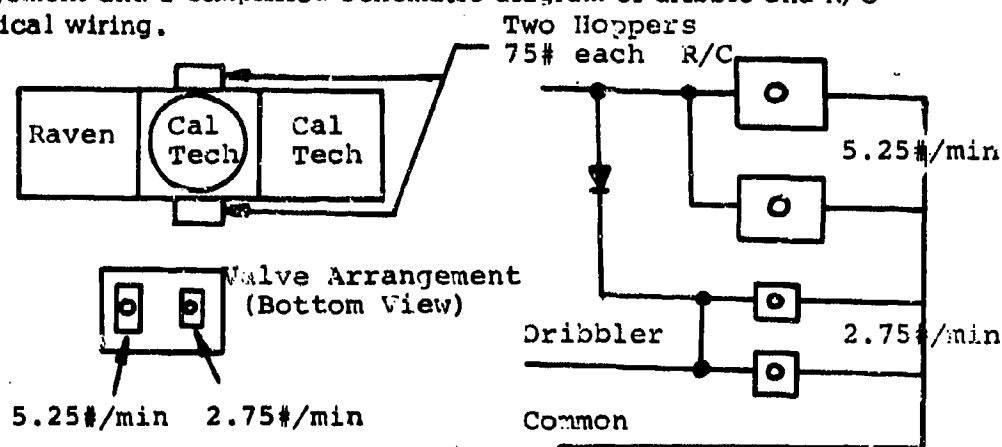 ical wiring.
Two Hoppers
75# each R/C
Raven
Cal
Tech
Cal
Tech
5.25#/min
Valve Arrangement
(Bottom View)
Dribbler
2.75#/min
5.25#/min 2.75#/min
Common